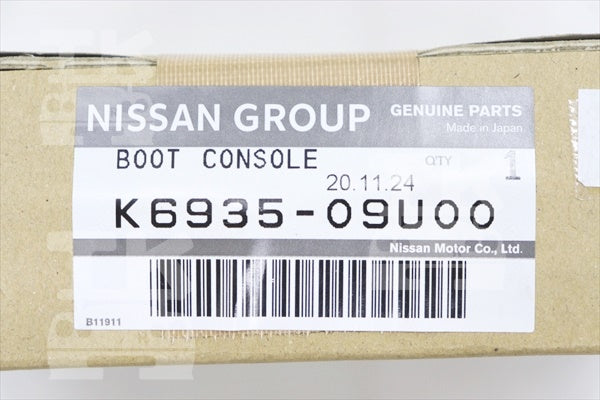 NISSAN GROUP
GENUINE PARTS
Made in Japan
BOOT CONSOLE
Q'TY 1
20.11.24
K6935-09U00
Nissan Motor Co., Ltd.
B11911